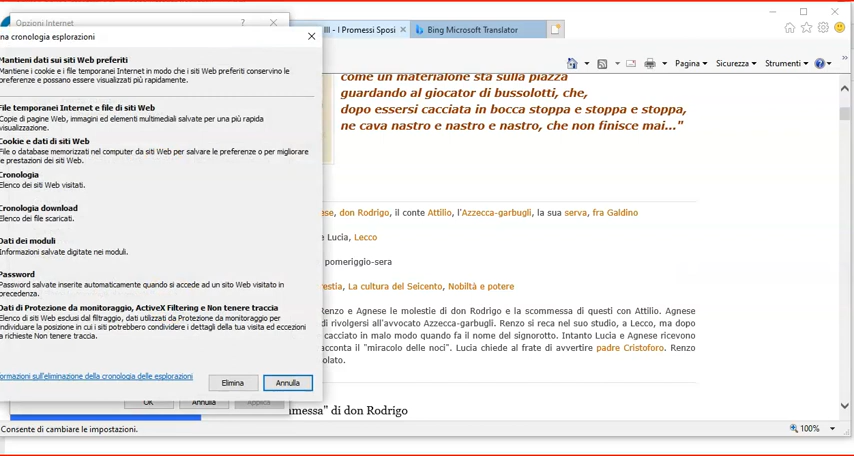 Opzioni Internet
?
na cronologia esplorazioni
III - I Promessi Sposi
Bing Microsoft Translator
Pagina
Sicurezza
Strumenti
Mantieni dati sui siti Web preferiti
Mantiene i cookie e i file temporanei Internet in modo che i siti Web preferiti conservino le
preferenze e possano essere visualizzati più rapidamente.
File temporanei Internet e file di siti Web
Copie di pagine Web, immagini ed elementi multimediali salvate per una più rapida
visualizzazione.
Cookie e dati di siti Web
File o database memorizzati nel computer da siti Web per salvare le preferenze o per migliorare
le prestazioni dei siti Web.
Cronologia
Elenco dei siti Web visitati.
Cronologia download
Elenco dei file scaricati.
Dati dei moduli
Informazioni salvate digitate nei moduli.
Password
Password salvate inserite automaticamente quando si accede ad un sito Web visitato in
precedenza.
Dati di Protezione da monitoraggio, ActiveX Filtering e Non tenere traccia
Elenco di siti Web esclusi dal filtraggio, dati utilizzati da Protezione da monitoraggio per
individuare la posizione in cui i siti potrebbero condividere i dettagli della tua visita ed eccezioni
a richieste Non tenere traccia.
ormazioni sull'eliminazione della cronologia delle esplorazioni
Elimina
Annulla
OK
Annulla
Applica
come un materialone sta sulla piazza
guardando al giocator di bussolotti, che,
dopo essersi cacciata in bocca stoppa e stoppa e stoppa,
ne cava nastro e nastro e nastro, che non finisce mai..."
ese, don Rodrigo, il conte Attilio, l'Azzecca-garbugli, la sua serva, fra Galdino
e Lucia, Lecco
pomeriggio-sera
restia, La cultura del Seicento, Nobiltà e potere
Renzo e Agnese le molestie di don Rodrigo e la scommessa di questi con Attilio. Agnese
di rivolgersi all'avvocato Azzecca-garbugli. Renzo si reca nel suo studio, a Lecco, ma dopo
cacciato in malo modo quando fa il nome del signorotto. Intanto Lucia e Agnese ricevono
acconta il "miracolo delle noci". Lucia chiede al frate di avvertire padre Cristoforo. Renzo
olato.
mmessa" di don Rodrigo
Consente di cambiare le impostazioni.
100%